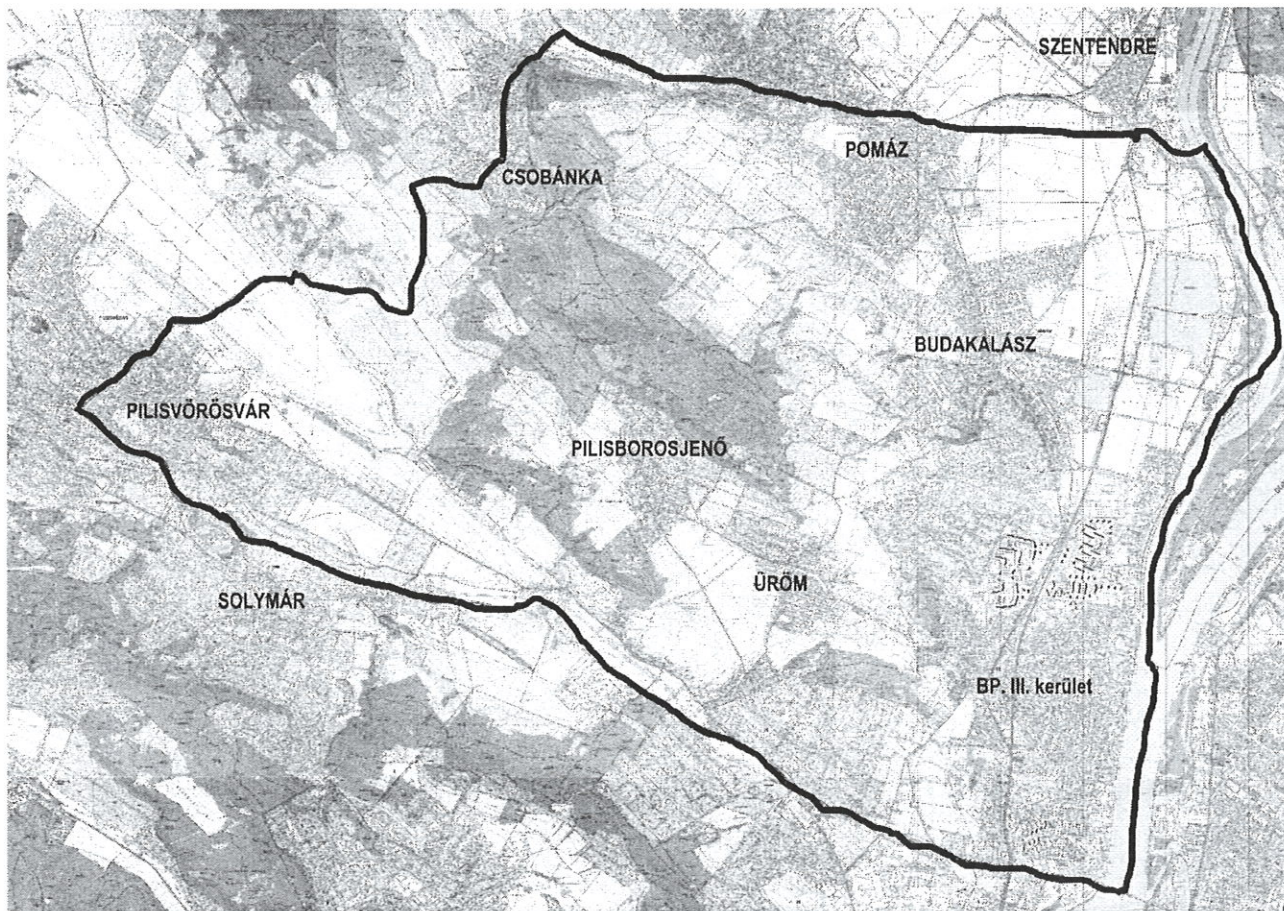 SZENTENDRE
POMÁZ
CSOBÁNKA
BUDAKALÁSZ
PILISVÖRÖSVÁR
PILISBOROSJENŐ
ÜRÖM
SOLYMÁR
BP. III. kerület